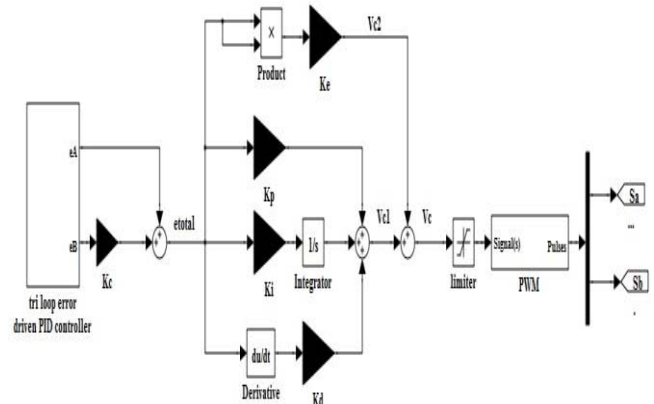 Vc2
×
Product
Ke
eA
Kp
etotal
Vc1
Vc
Sa
...
eB
Kc
Ki
1/s
Integrator
limiter
Signal(s)
Pulses
PWM
Sb
.
tri loop error
driven PID controller
du/dt
Derivative
Kd